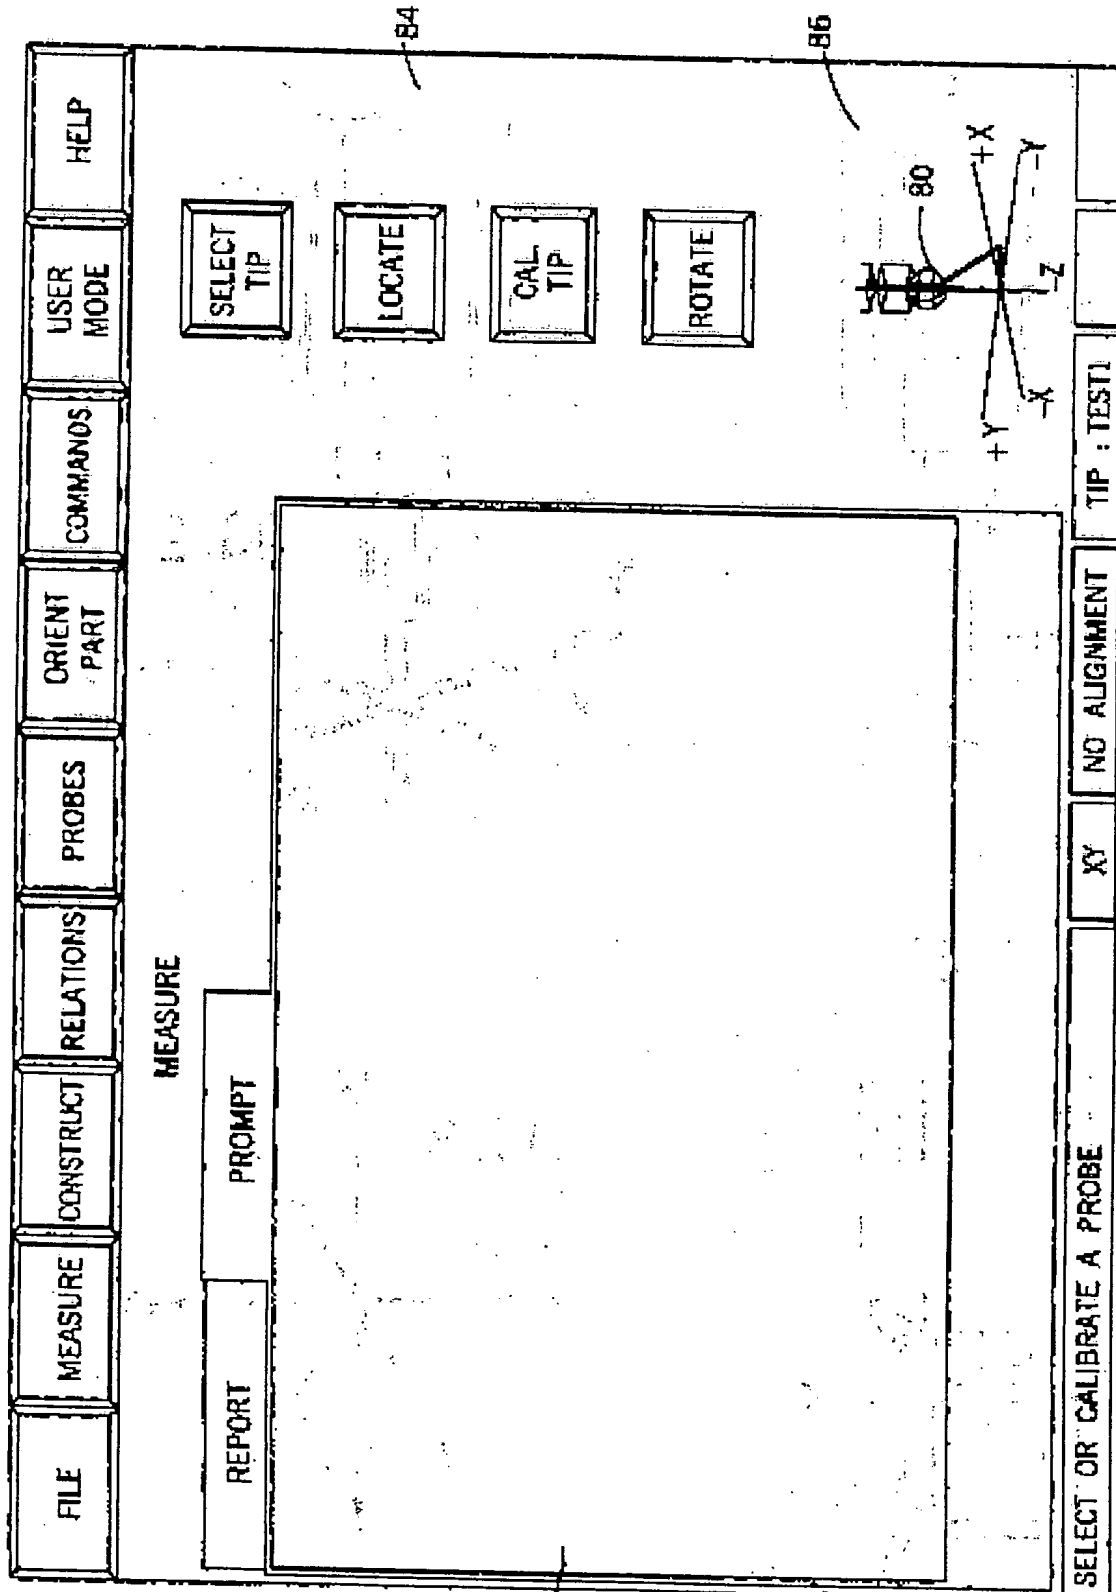 FILE
MEASURE
CONSTRUCT
RELATIONS
PROBES
ORIENT
PART
COMMANDS
USER
MODE
HELP
MEASURE
REPORT
PROMPT
SELECT
TIP
LOCATE
CAL.
TIP
ROTATE
84
86
80
+X
-Y
-Z
+Y
-X
SELECT OR CALIBRATE A PROBE
XY
NO ALIGNMENT
TIP : TEST1